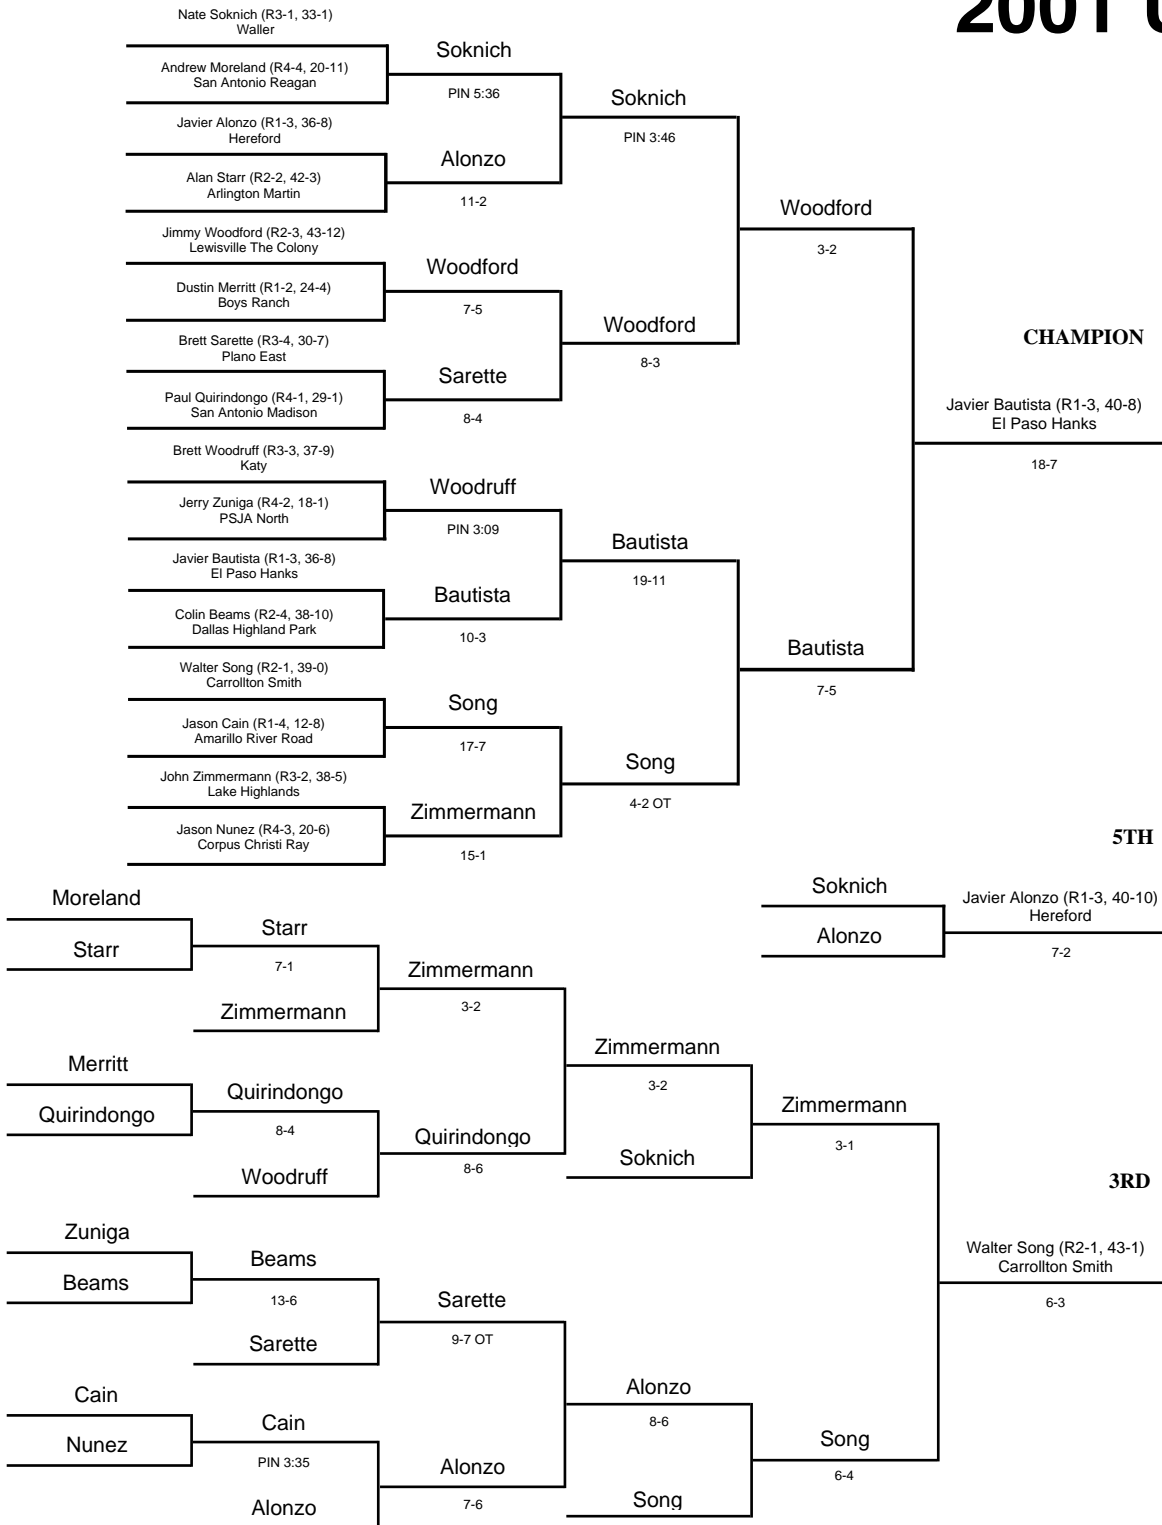 2001 U
Nate Soknich (R3-1, 33-1)
Waller
Soknich
Andrew Moreland (R4-4, 20-11)
San Antonio Reagan
PIN 5:36
Soknich
Javier Alonzo (R1-3, 36-8)
Hereford
PIN 3:46
Alonzo
Alan Starr (R2-2, 42-3)
Arlington Martin
11-2
Woodford
Jimmy Woodford (R2-3, 43-12)
Lewisville The Colony
3-2
Woodford
Dustin Merritt (R1-2, 24-4)
Boys Ranch
7-5
Woodford
Brett Sarette (R3-4, 30-7)
Plano East
8-3
CHAMPION
Sarette
Paul Quirindongo (R4-1, 29-1)
San Antonio Madison
8-4
Javier Bautista (R1-3, 40-8)
El Paso Hanks
18-7
Brett Woodruff (R3-3, 37-9)
Katy
Woodruff
Jerry Zuniga (R4-2, 18-1)
PSJA North
PIN 3:09
Bautista
Javier Bautista (R1-3, 36-8)
El Paso Hanks
19-11
Bautista
Colin Beams (R2-4, 38-10)
Dallas Highland Park
10-3
Bautista
Walter Song (R2-1, 39-0)
Carrollton Smith
7-5
Song
Jason Cain (R1-4, 12-8)
Amarillo River Road
17-7
Song
John Zimmermann (R3-2, 38-5)
Lake Highlands
4-2 OT
Zimmermann
Jason Nunez (R4-3, 20-6)
Corpus Christi Ray
15-1
5TH
Soknich
Alonzo
Javier Alonzo (R1-3, 40-10)
Hereford
7-2
Moreland
Starr
Starr
7-1
Zimmermann
Zimmermann
3-2
Zimmermann
3-2
Merritt
Quirindongo
Quirindongo
8-4
Woodruff
Quirindongo
8-6
Soknich
Zimmermann
3-1
3RD
Zuniga
Beams
Beams
13-6
Sarette
Sarette
9-7 OT
Walter Song (R2-1, 43-1)
Carrollton Smith
6-3
Cain
Nunez
Cain
PIN 3:35
Alonzo
Alonzo
7-6
Alonzo
8-6
Song
Song
6-4